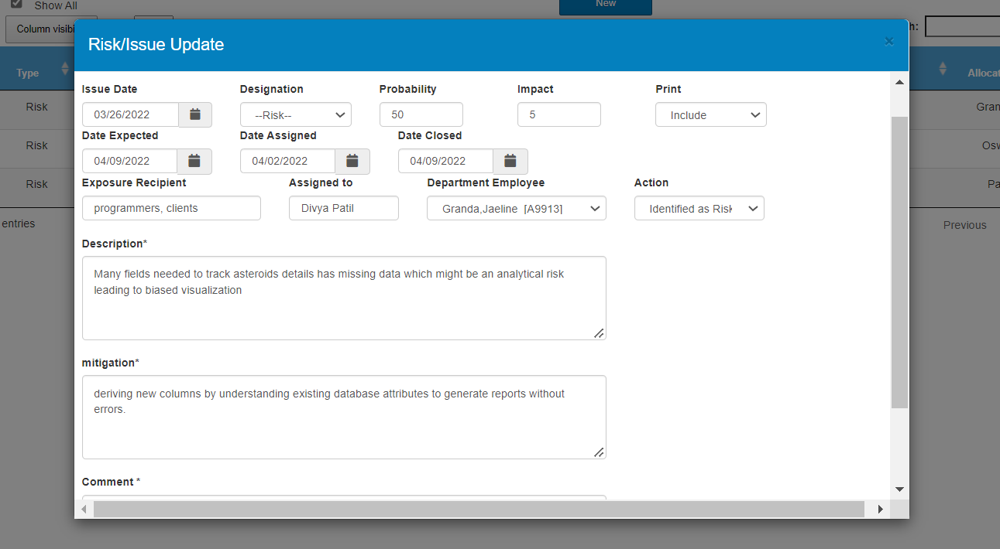 Show All
New
Column visibi
h:
Risk/Issue Update
×
Type
Allocat
Issue Date
Designation
Probability
Impact
Print
03/26/2022
--Risk--
50
5
Include
Risk
Gran
Date Expected
Date Assigned
Date Closed
04/09/2022
04/02/2022
04/09/2022
Risk
Osw
Exposure Recipient
Assigned to
Department Employee
Action
Risk
Pa
programmers, clients
Divya Patil
Granda,Jaeline [A9913]
Identified as Risk
entries
Previous
Description*
Many fields needed to track asteroids details has missing data which might be an analytical risk
leading to biased visualization
mitigation*
deriving new columns by understanding existing database attributes to generate reports without
errors.
Comment *